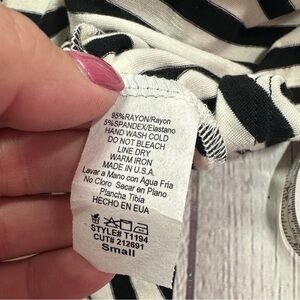 95%RAYON/Rayon
5%SPANDEX/Elastano
HAND WASH COLD
DO NOT BLEACH
LINE DRY
WARM IRON
MADE IN U.S.A.
Lavar a Mano con Agua Fria
No Cloro Secar en Plano
Plancha Tibia
HECHO EN EUA
STYLE# T1194
CUT# 212691
Small